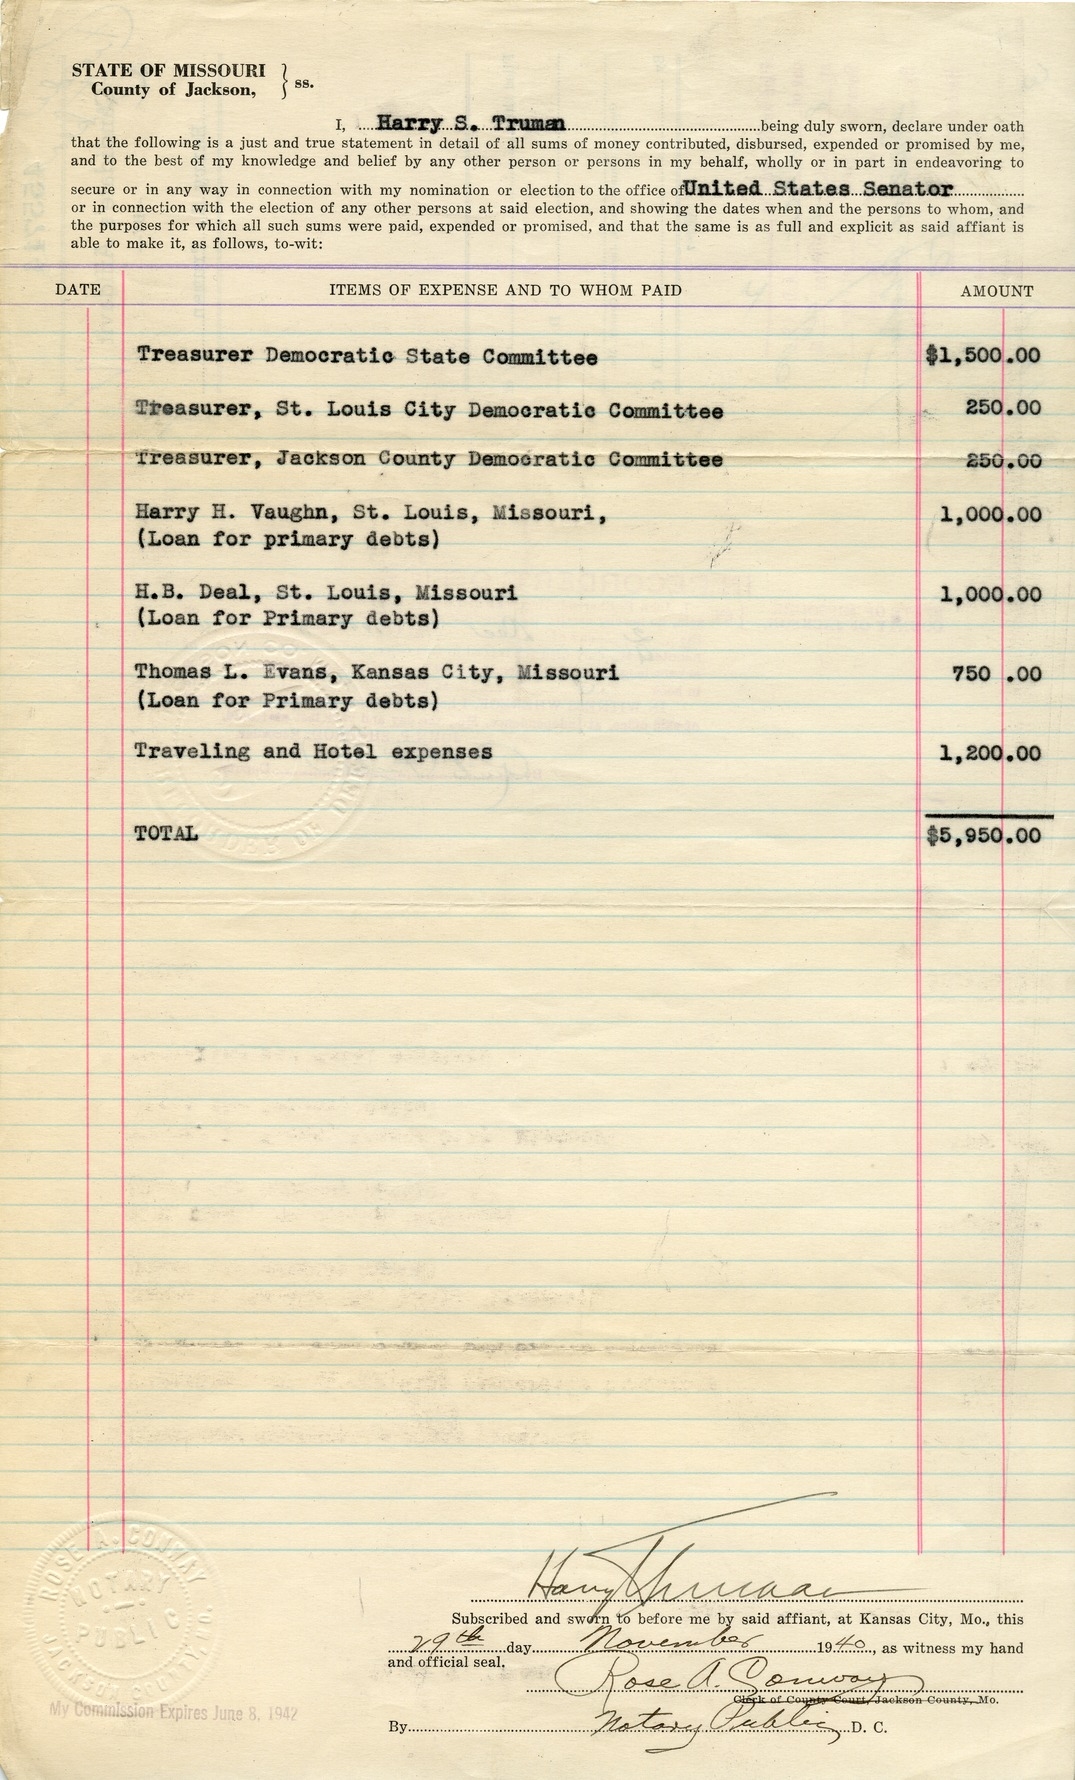 STATE OF MISSOURI
County of Jackson, } ss.
I, Harry S. Truman being duly sworn, declare under oath
that the following is a just and true statement in detail of all sums of money contributed, disbursed, expended or promised by me,
and to the best of my knowledge and belief by any other person or persons in my behalf, wholly or in part in endeavoring to
secure or in any way in connection with my nomination or election to the office of United States Senator
or in connection with the election of any other persons at said election, and showing the dates when and the persons to whom, and
the purposes for which all such sums were paid, expended or promised, and that the same is as full and explicit as said affiant is
able to make it, as follows, to-wit:
DATE ITEMS OF EXPENSE AND TO WHOM PAID AMOUNT
Treasurer Democratic State Committee $1,500.00
Treasurer, St. Louis City Democratic Committee 250.00
Treasurer, Jackson County Democratic Committee 250.00
Harry H. Vaughn, St. Louis, Missouri, 1,000.00
(Loan for primary debts)
H.B. Deal, St. Louis, Missouri 1,000.00
(Loan for Primary debts)
Thomas L. Evans, Kansas City, Missouri 750 .00
(Loan for Primary debts)
Traveling and Hotel expenses 1,200.00
TOTAL $5,950.00
Harry S Truman
Subscribed and sworn to before me by said affiant, at Kansas City, Mo., this
29th day November 1940, as witness my hand
and official seal.
Rose A. Conway
Clerk of County Court, Jackson County, Mo.
By Notary Public D. C.
ROSE A. CONWAY
NOTARY
PUBLIC
My Commission Expires June 8, 1942